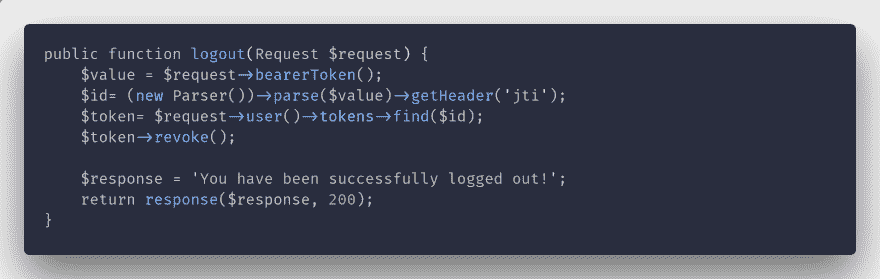 public function logout(Request $request) {
    $value = $request->bearerToken();
    $id= (new Parser())->parse($value)->getHeader('jti');
    $token= $request->user()->tokens->find($id);
    $token->revoke();

    $response = 'You have been successfully logged out!';
    return response($response, 200);
}